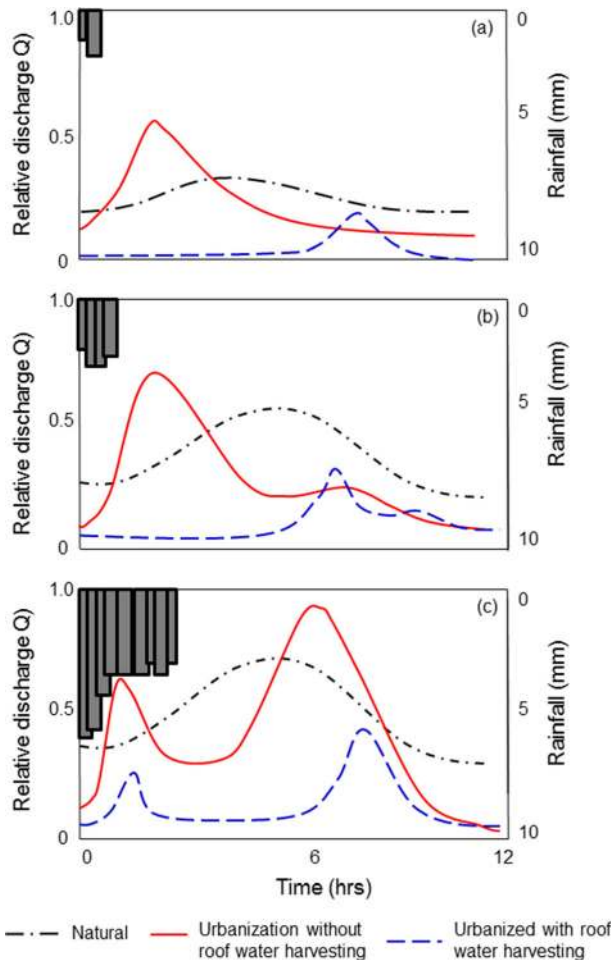 1.0
0
(a)
Relative discharge Q)
0.5
5
Rainfall (mm)
0
10
1.0
0
(b)
Relative discharge Q)
0.5
5
Rainfall (mm)
0
10
1.0
0
(c)
Relative discharge Q)
0.5
5
Rainfall (mm)
0
10
0
6
12
Time (hrs)
Natural
Urbanization without
roof water harvesting
Urbanized with roof
water harvesting